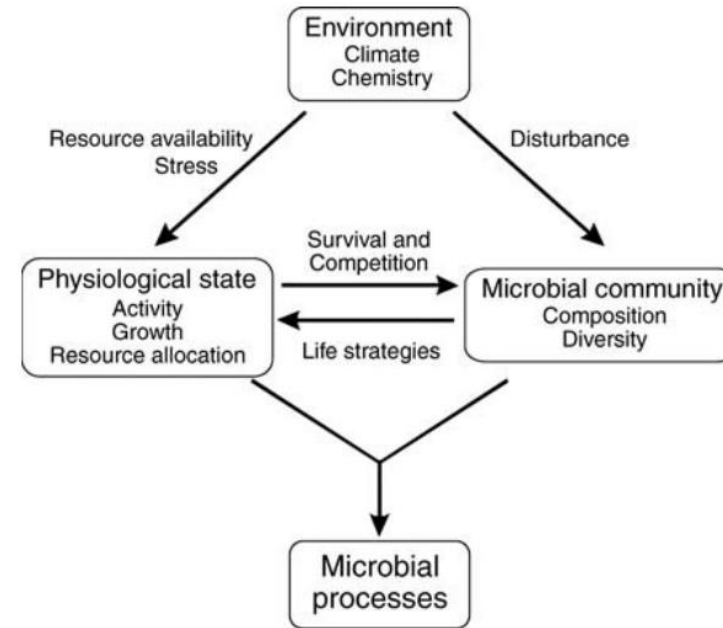 Environment
Climate
Chemistry
Resource availability
Stress
Disturbance
Survival and
Competition
Physiological state
Activity
Growth
Resource allocation
Microbial community
Composition
Diversity
Life strategies
Microbial
processes